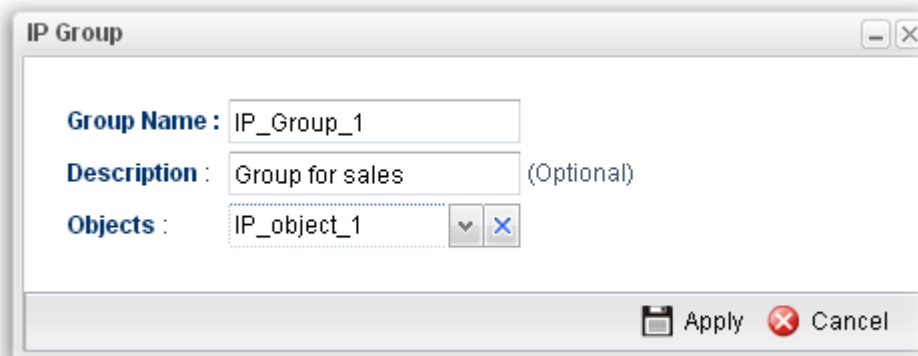 IP Group
Group Name : IP_Group_1
Description : Group for sales (Optional)
Objects : IP_object_1
Apply Cancel